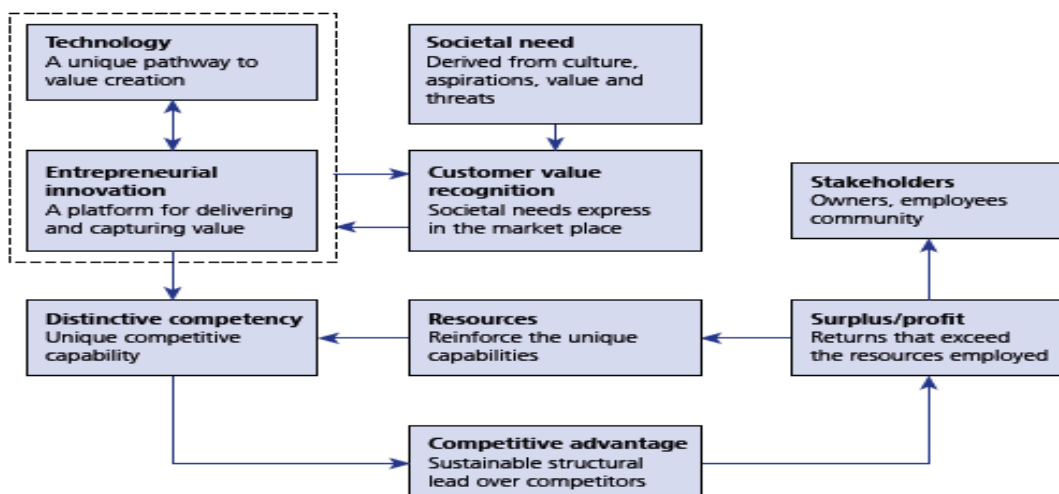 Technology
A unique pathway to
value creation
Societal need
Derived from culture,
aspirations, value and
threats
Entrepreneurial
innovation
A platform for delivering
and capturing value
Customer value
recognition
Societal needs express
in the market place
Stakeholders
Owners, employees
community
Distinctive competency
Unique competitive
capability
Resources
Reinforce the unique
capabilities
Surplus/profit
Returns that exceed
the resources employed
Competitive advantage
Sustainable structural
lead over competitors